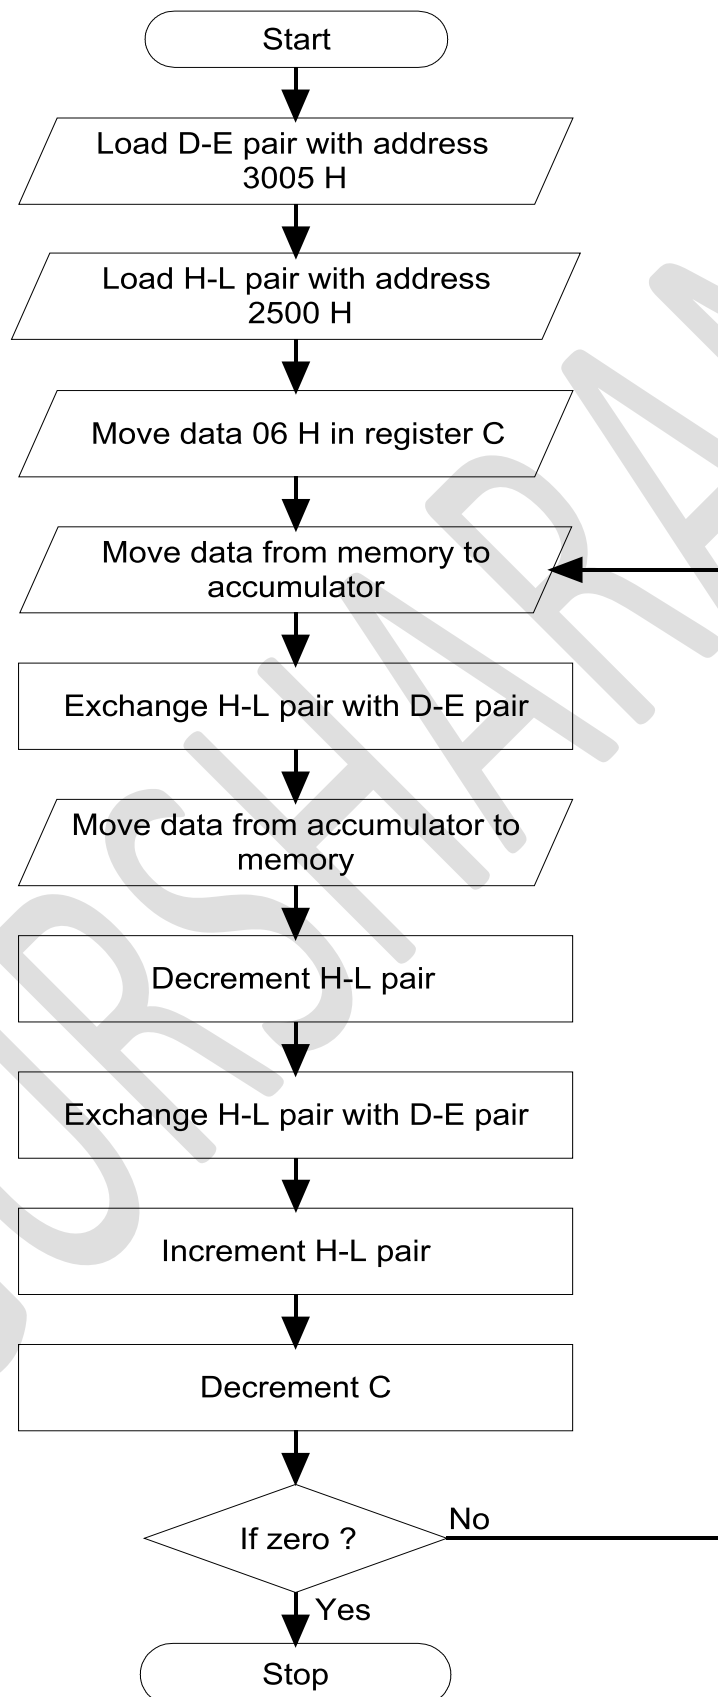 Start
Load D-E pair with address
3005 H
Load H-L pair with address
2500 H
Move data 06 H in register C
Move data from memory to
accumulator
Exchange H-L pair with D-E pair
Move data from accumulator to
memory
Decrement H-L pair
Exchange H-L pair with D-E pair
Increment H-L pair
Decrement C
If zero ?
No
Yes
Stop